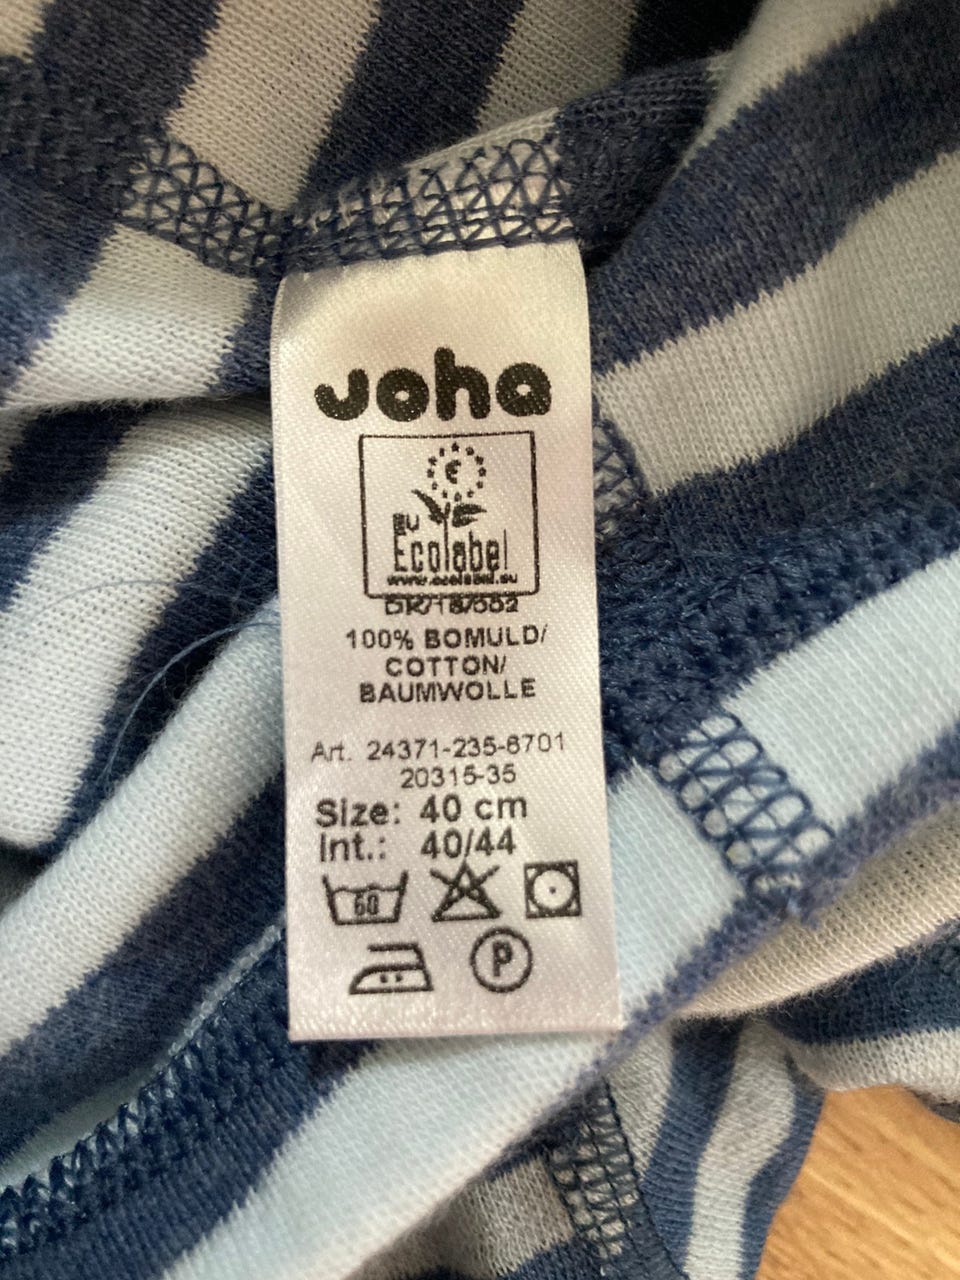 Joha
EU
Ecolabel
www.ecolabel.eu
100% BOMULD/
COTTON/
BAUMWOLLE
Art. 24371-235-6701
20315-35
Size: 40 cm
Int.: 40/44
60
P